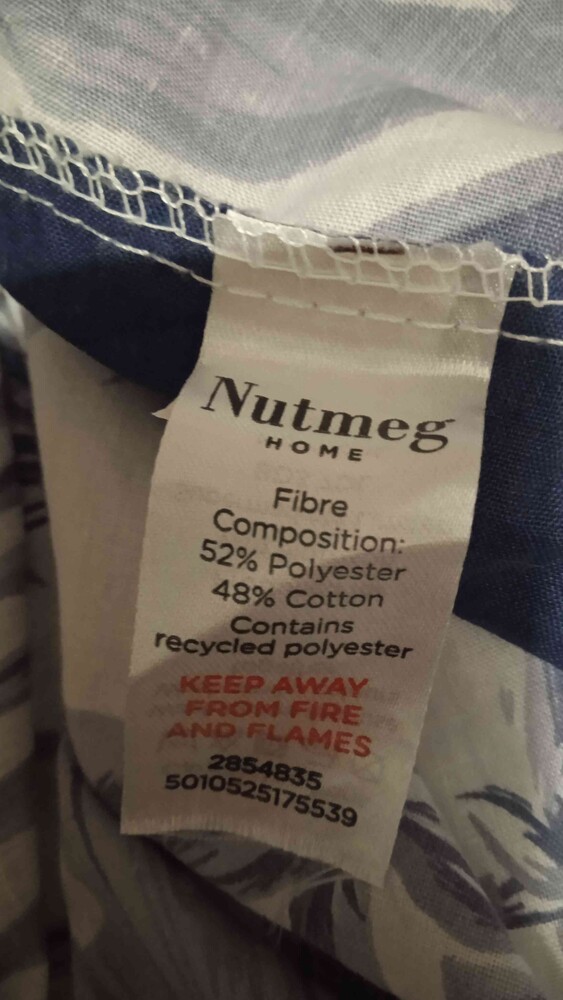 Nutmeg
HOME
Fibre
Composition:
52% Polyester
48% Cotton
Contains
recycled polyester
KEEP AWAY
FROM FIRE
AND FLAMES
2854835
5010525175539